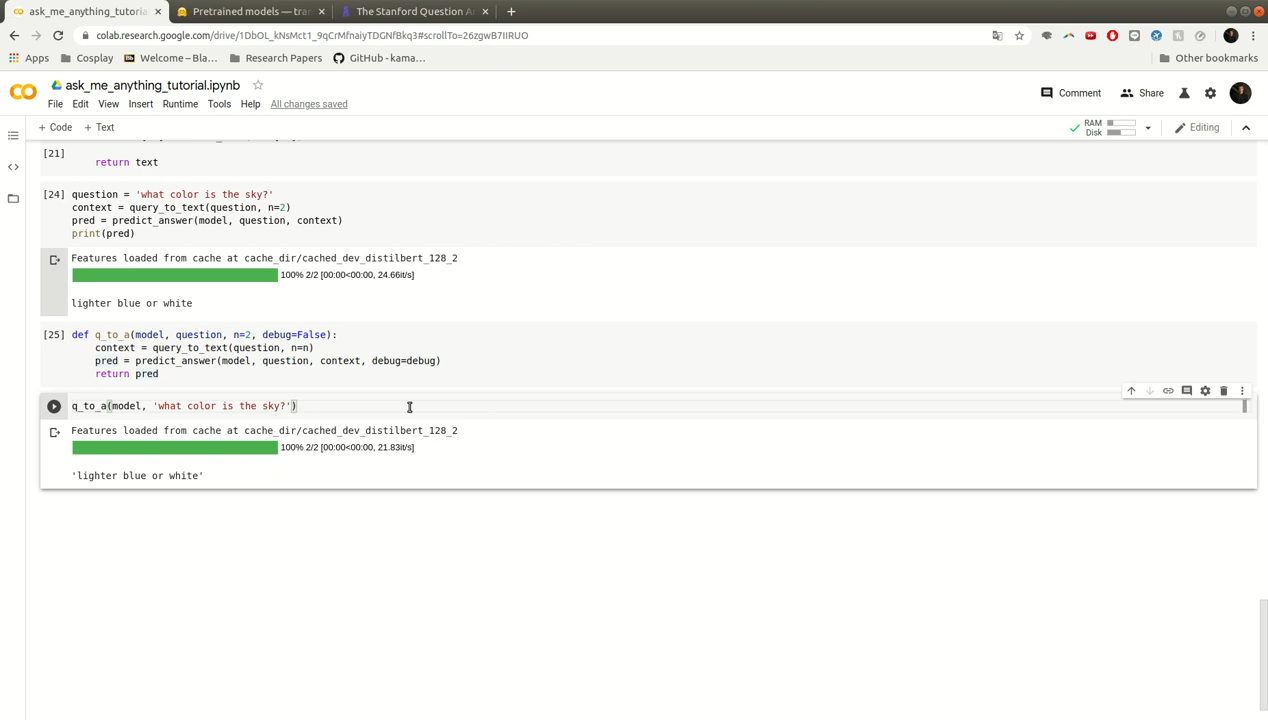 ask_me_anything_tutoria
Pretrained models — tran
The Stanford Question A
colab.research.google.com/drive/1DbOL_kNsMct1_9qCrMfnaiyTDGNfBkq3#scrollTo=26zgwB7IIRUO
Apps
Cosplay
Welcome – Bla…
Research Papers
GitHub - kama…
Other bookmarks
ask_me_anything_tutorial.ipynb
Comment
Share
File Edit View Insert Runtime Tools Help All changes saved
+ Code + Text
RAM
Disk
Editing
[21]
return text
[24] question = 'what color is the sky?'
context = query_to_text(question, n=2)
pred = predict_answer(model, question, context)
print(pred)
Features loaded from cache at cache_dir/cached_dev_distilbert_128_2
100% 2/2 [00:00<00:00, 24.66it/s]
lighter blue or white
[25] def q_to_a(model, question, n=2, debug=False):
context = query_to_text(question, n=n)
pred = predict_answer(model, question, context, debug=debug)
return pred
q_to_a(model, 'what color is the sky?')
Features loaded from cache at cache_dir/cached_dev_distilbert_128_2
100% 2/2 [00:00<00:00, 21.83it/s]
'lighter blue or white'